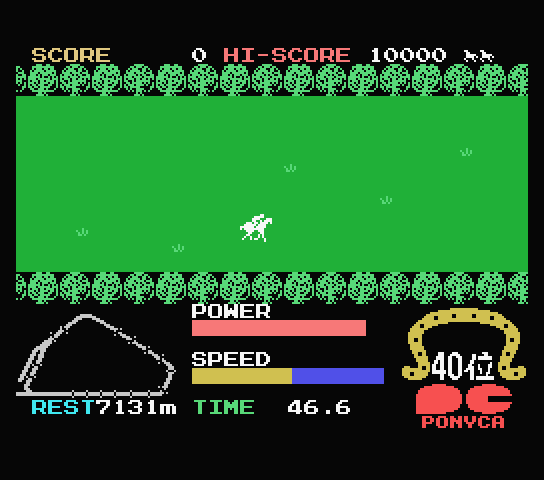 SCORE 0 HI-SCORE 10000
POWER
SPEED
40位
REST7131m TIME 46.6
PONYCA